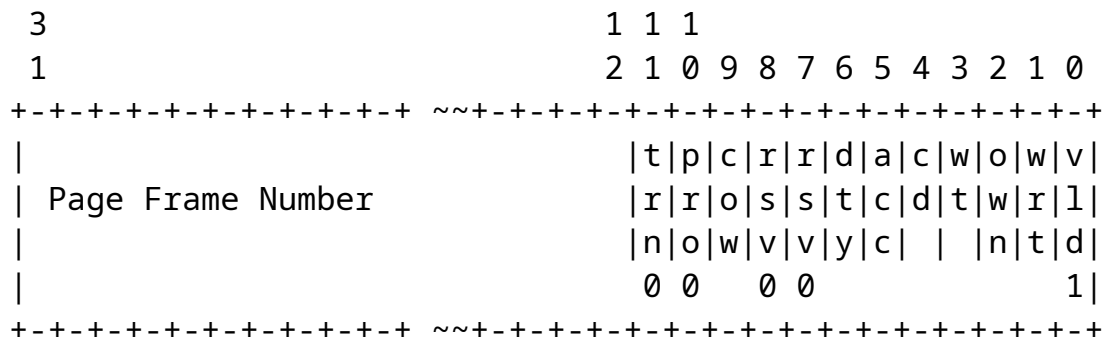 3 1 1 1
1 2 1 0 9 8 7 6 5 4 3 2 1 0
+-+-+-+-+-+-+-+-+-+-+ ~~+-+-+-+-+-+-+-+-+-+-+-+-+-+-+-+-+
| |t|p|c|r|r|d|a|c|w|o|w|v|
| Page Frame Number |r|r|o|s|s|t|c|d|t|w|r|l|
| |n|o|w|v|v|y|c| | |n|t|d|
| 0 0 0 0 1|
+-+-+-+-+-+-+-+-+-+-+ ~~+-+-+-+-+-+-+-+-+-+-+-+-+-+-+-+-+